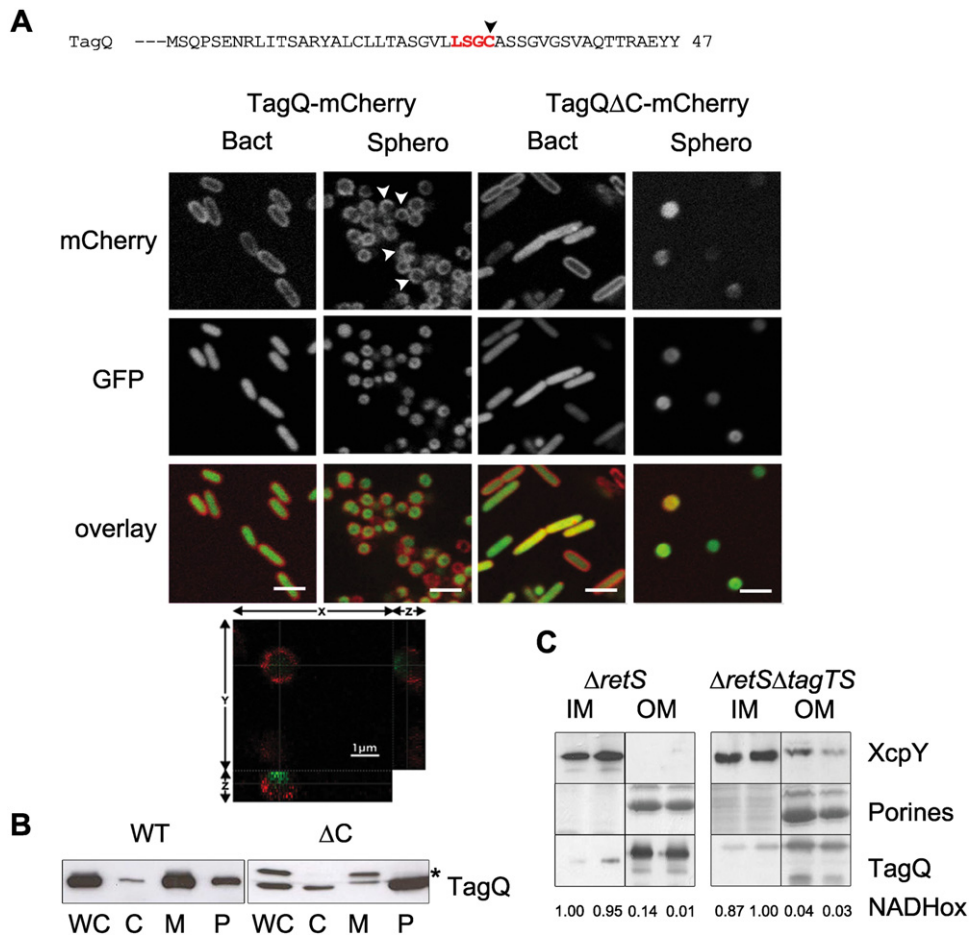 A
TagQ ---MSQPSENRLITSARYALCLLTASGVLLSGCASSGVGSVAQTTRAEYY 47
TagQ-mCherry TagQΔC-mCherry
Bact Sphero Bact Sphero
mCherry
GFP
overlay
X Z
Y
1µm
Z
B
WT ΔC
* TagQ
WC C M P WC C M P
C
ΔretS ΔretSΔtagTS
IM OM IM OM
XcpY
Porines
TagQ
1.00 0.95 0.14 0.01 0.87 1.00 0.04 0.03 NADHox